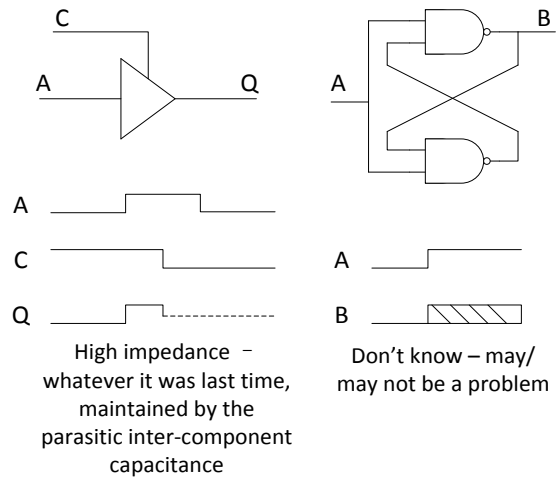 C
B
A
Q
A
A
C
A
Q
B
High impedance –
whatever it was last time,
maintained by the
parasitic inter-component
capacitance
Don't know – may/
may not be a problem